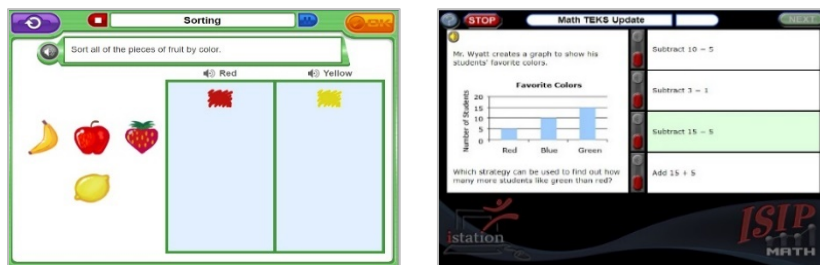 Sorting
OK
Sort all of the pieces of fruit by color.
Red
Yellow
STOP
Math TEKS Update
NEXT
Mr. Wyatt creates a graph to show his
students' favorite colors.
Favorite Colors
Number of Students
20
15
10
5
0
Red
Blue
Green
Which strategy can be used to find out how
many more students like green than red?
Subtract 10 − 5
Subtract 3 − 1
Subtract 15 − 5
Add 15 + 5
istation
ISIP
MATH